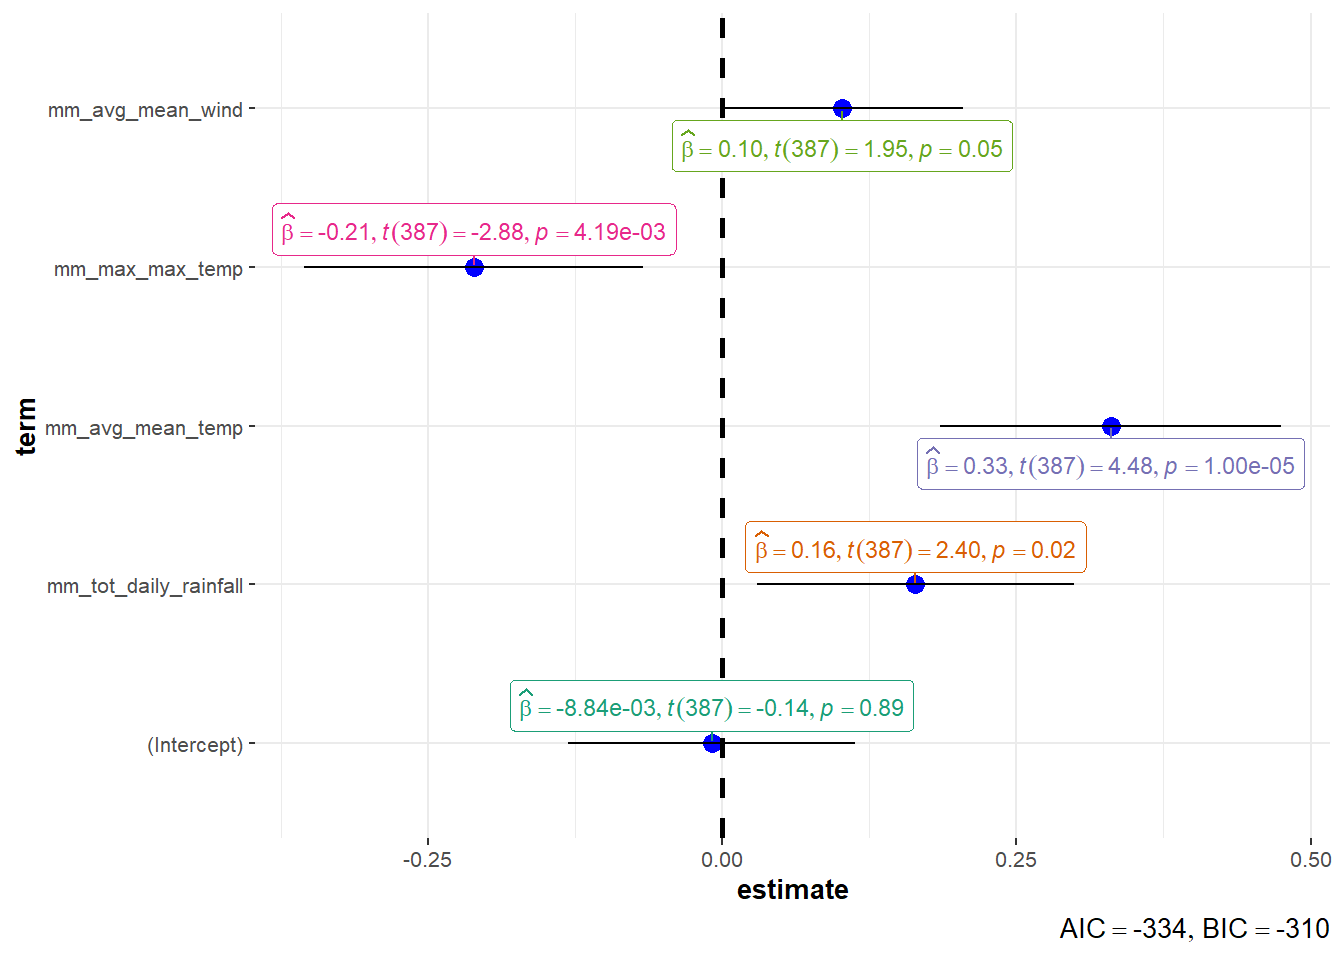 mm_avg_mean_wind
β̂ = 0.10, t(387) = 1.95, p = 0.05
β̂ = -0.21, t(387) = -2.88, p = 4.19e-03
mm_max_max_temp
term
mm_avg_mean_temp
β̂ = 0.33, t(387) = 4.48, p = 1.00e-05
β̂ = 0.16, t(387) = 2.40, p = 0.02
mm_tot_daily_rainfall
β̂ = -8.84e-03, t(387) = -0.14, p = 0.89
(Intercept)
-0.25 0.00 0.25 0.50
estimate
AIC = -334, BIC = -310